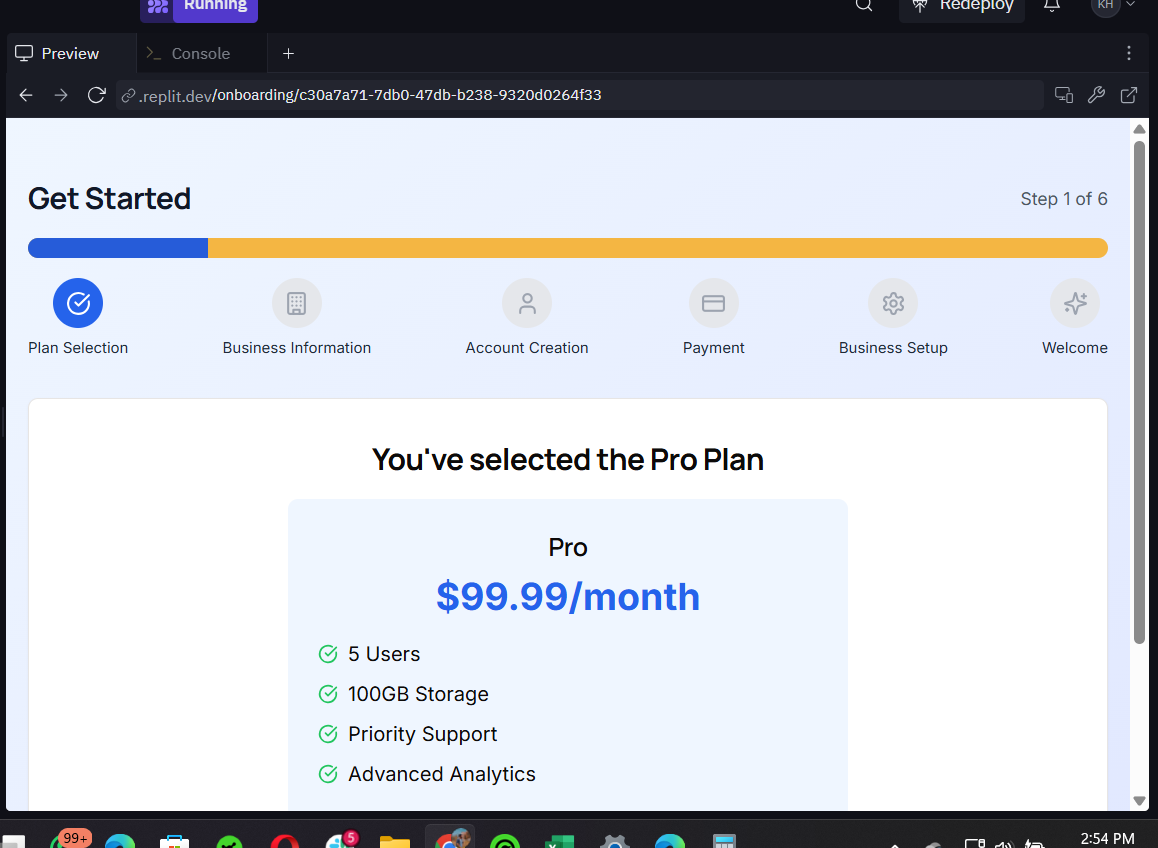 Running
Redeploy
KH
Preview
Console
.replit.dev/onboarding/c30a7a71-7db0-47db-b238-9320d0264f33
Get Started
Step 1 of 6
Plan Selection
Business Information
Account Creation
Payment
Business Setup
Welcome
You've selected the Pro Plan
Pro
$99.99/month
5 Users
100GB Storage
Priority Support
Advanced Analytics
99+
5
2:54 PM